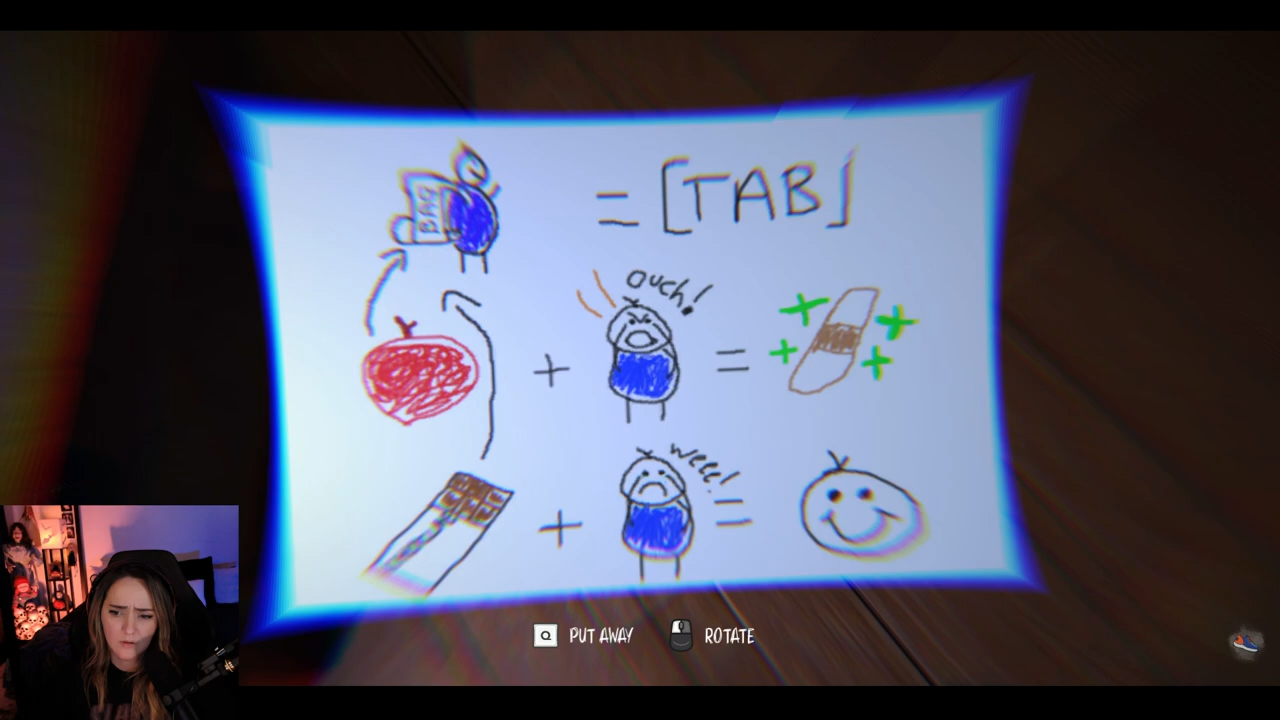 BAG = [TAB]
ouch!
+ =
weee!
+ =
Q PUT AWAY ROTATE